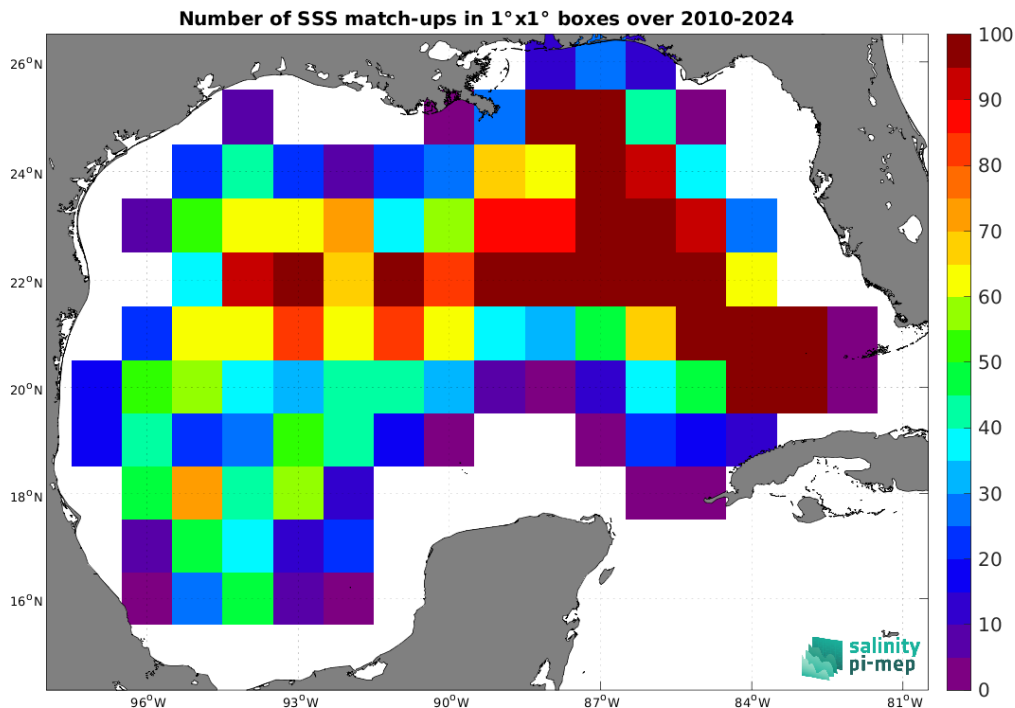 Number of SSS match-ups in 1°x1° boxes over 2010-2024
26°N
24°N
22°N
20°N
18°N
16°N
96°W
93°W
90°W
87°W
84°W
81°W
100
90
80
70
60
50
40
30
20
10
0
salinity
pi-mep